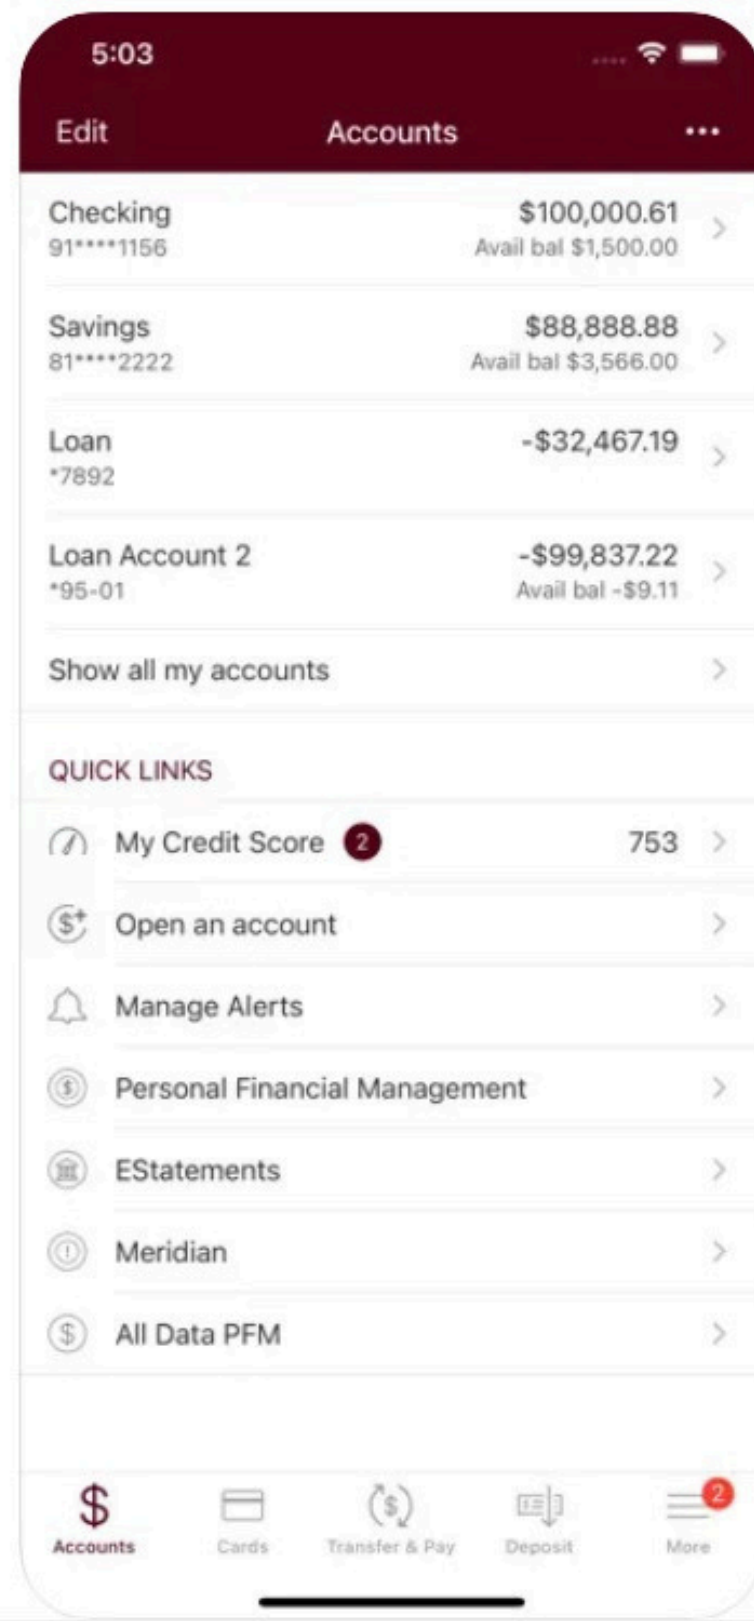 5:03
Edit Accounts
Checking $100,000.61
91****1156 Avail bal $1,500.00
Savings $88,888.88
81****2222 Avail bal $3,566.00
Loan -$32,467.19
*7892
Loan Account 2 -$99,837.22
*95-01 Avail bal -$9.11
Show all my accounts
QUICK LINKS
My Credit Score 2 753
Open an account
Manage Alerts
Personal Financial Management
EStatements
Meridian
All Data PFM
2
Accounts Cards Transfer & Pay Deposit More